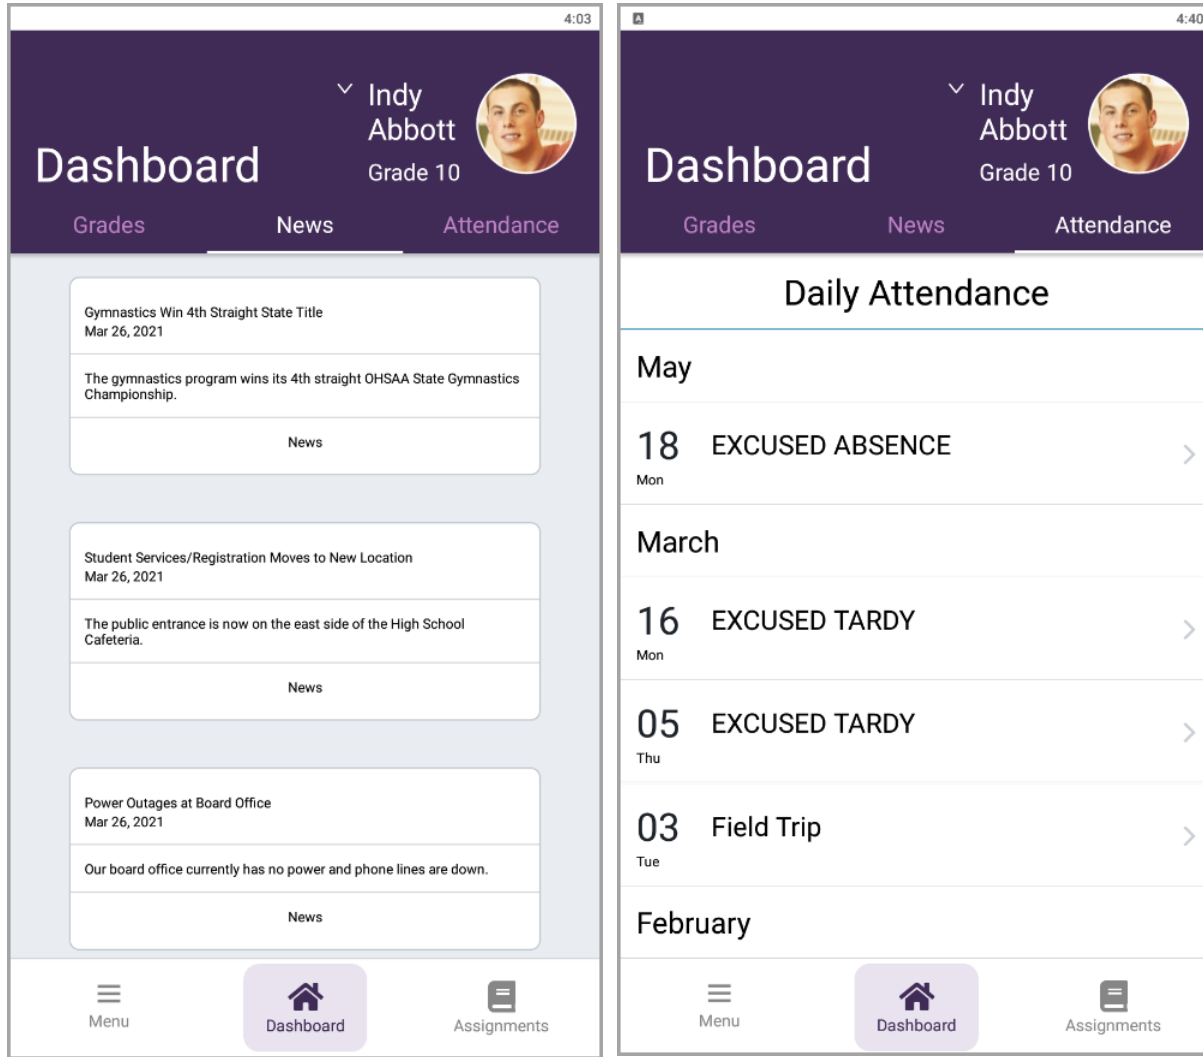 4:03
Indy
Abbott
Dashboard
Grade 10
Grades News Attendance
Gymnastics Win 4th Straight State Title
Mar 26, 2021
The gymnastics program wins its 4th straight OHSAA State Gymnastics
Championship.
News
Student Services/Registration Moves to New Location
Mar 26, 2021
The public entrance is now on the east side of the High School
Cafeteria.
News
Power Outages at Board Office
Mar 26, 2021
Our board office currently has no power and phone lines are down.
News
Menu Dashboard Assignments
A 4:40
Indy
Abbott
Dashboard
Grade 10
Grades News Attendance
Daily Attendance
May
18 EXCUSED ABSENCE
Mon
March
16 EXCUSED TARDY
Mon
05 EXCUSED TARDY
Thu
03 Field Trip
Tue
February
Menu Dashboard Assignments